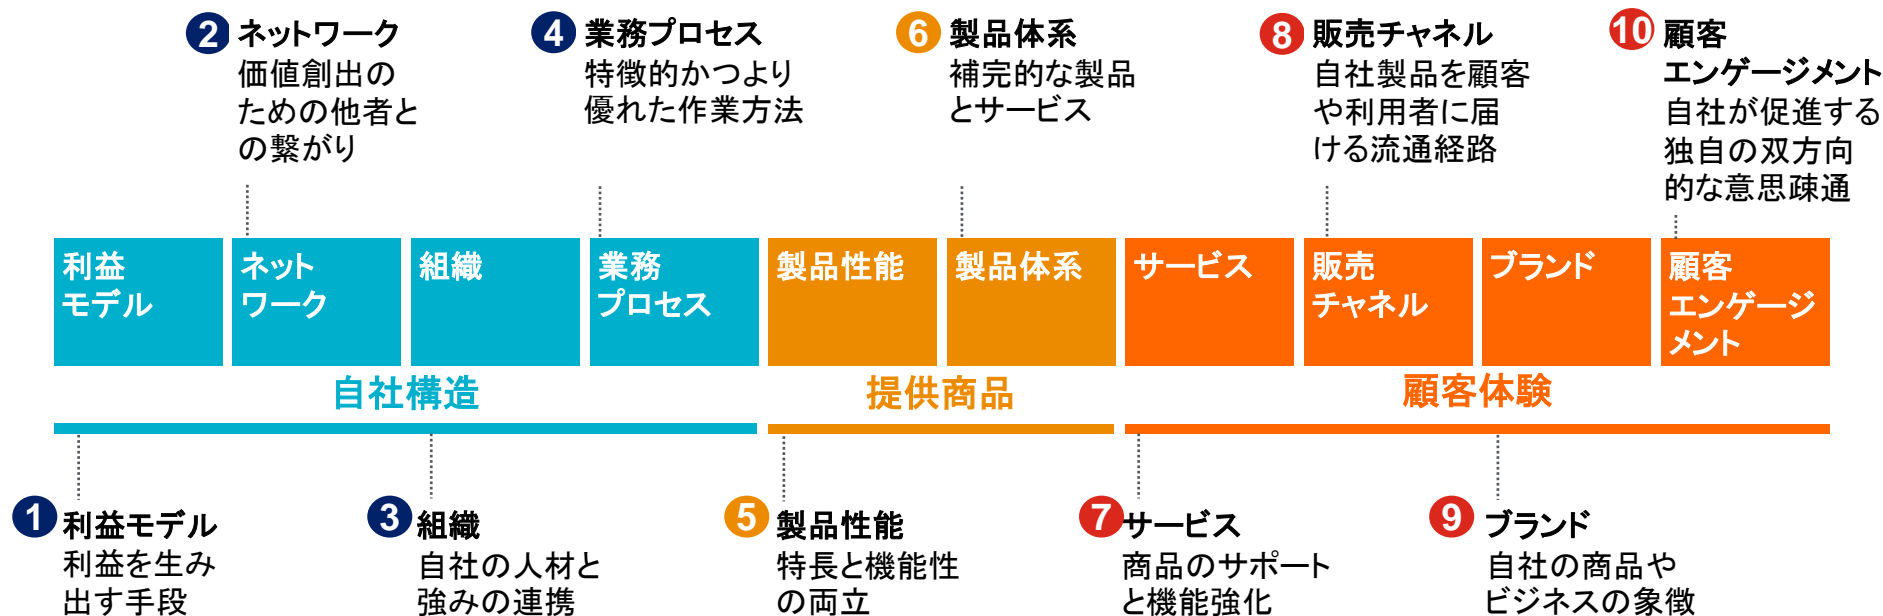 2 ネットワーク
価値創出の
ための他者と
の繋がり
4 業務プロセス
特徴的かつより
優れた作業方法
6 製品体系
補完的な製品
とサービス
8 販売チャネル
自社製品を顧客
や利用者に届
ける流通経路
10 顧客
エンゲージメント
自社が促進する
独自の双方向
的な意思疎通
利益
モデル
ネット
ワーク
組織
業務
プロセス
製品性能
製品体系
サービス
販売
チャネル
ブランド
顧客
エンゲージ
メント
自社構造
提供商品
顧客体験
1 利益モデル
利益を生み
出す手段
3 組織
自社の人材と
強みの連携
5 製品性能
特長と機能性
の両立
7 サービス
商品のサポート
と機能強化
9 ブランド
自社の商品や
ビジネスの象徴